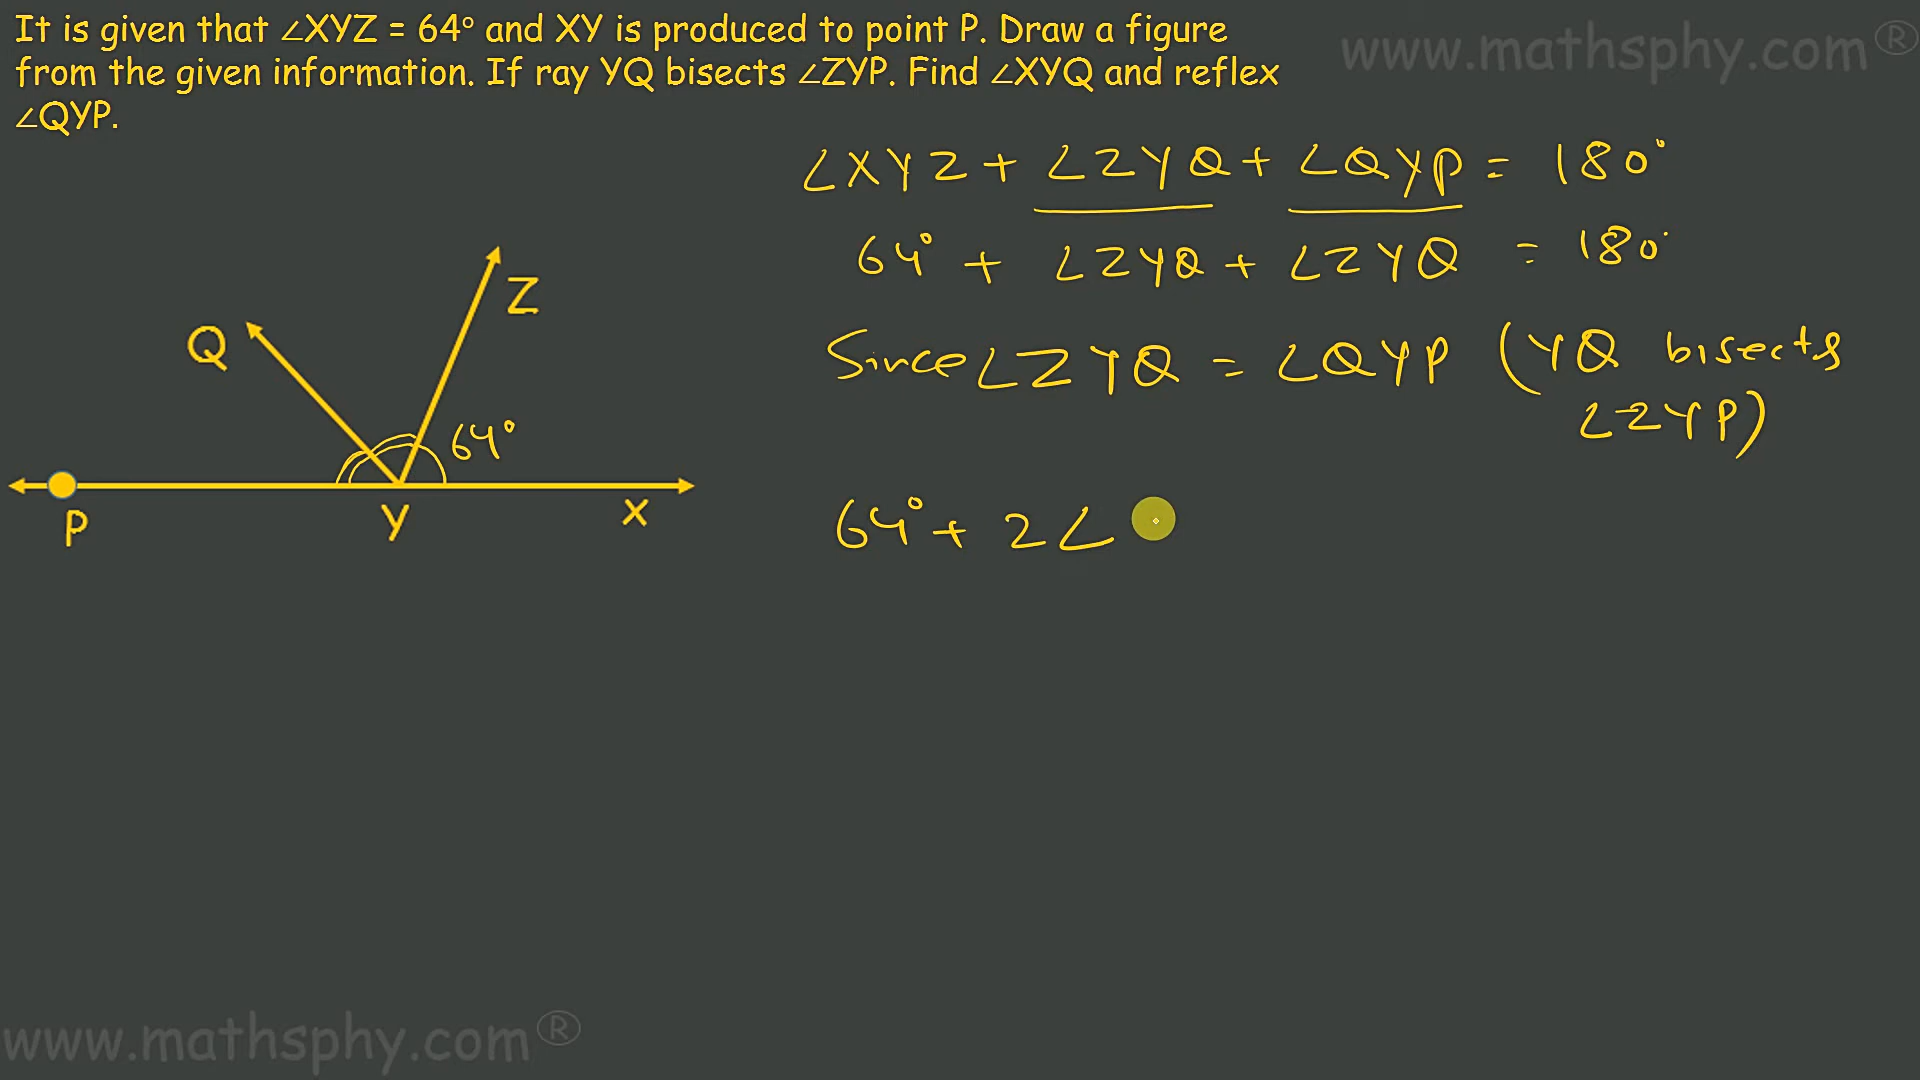 It is given that ∠XYZ = 64° and XY is produced to point P. Draw a figure
from the given information. If ray YQ bisects ∠ZYP. Find ∠XYQ and reflex
∠QYP.
www.mathsphy.com®
∠XYZ + ∠ZYQ + ∠QYP = 180°
64° + ∠ZYQ + ∠ZYQ = 180°
Since ∠ZYQ = ∠QYP (YQ bisects
∠ZYP)
64° + 2∠
Z
Q
64°
P
Y
X
www.mathsphy.com®